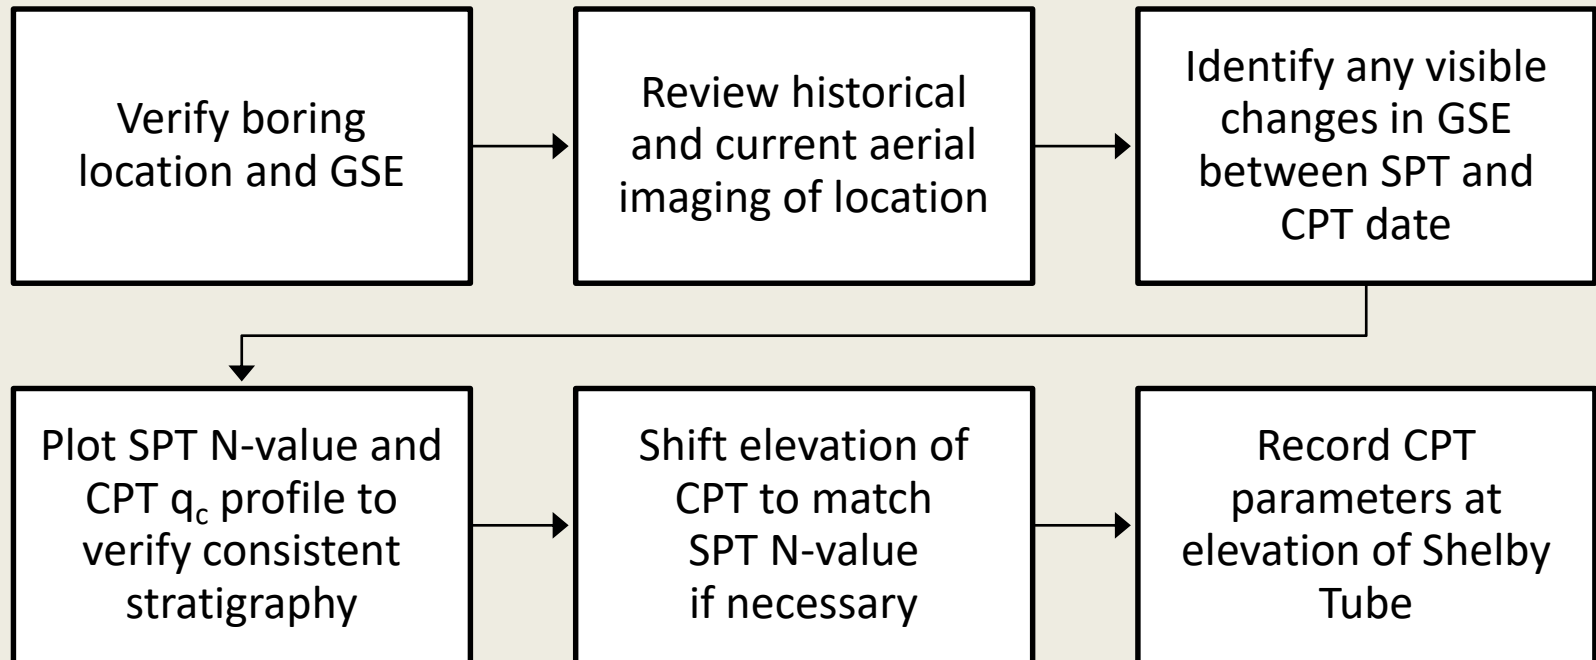 Verify boring
location and GSE
Review historical
and current aerial
imaging of location
Identify any visible
changes in GSE
between SPT and
CPT date
Plot SPT N-value and
CPT qc profile to
verify consistent
stratigraphy
Shift elevation of
CPT to match
SPT N-value
if necessary
Record CPT
parameters at
elevation of Shelby
Tube